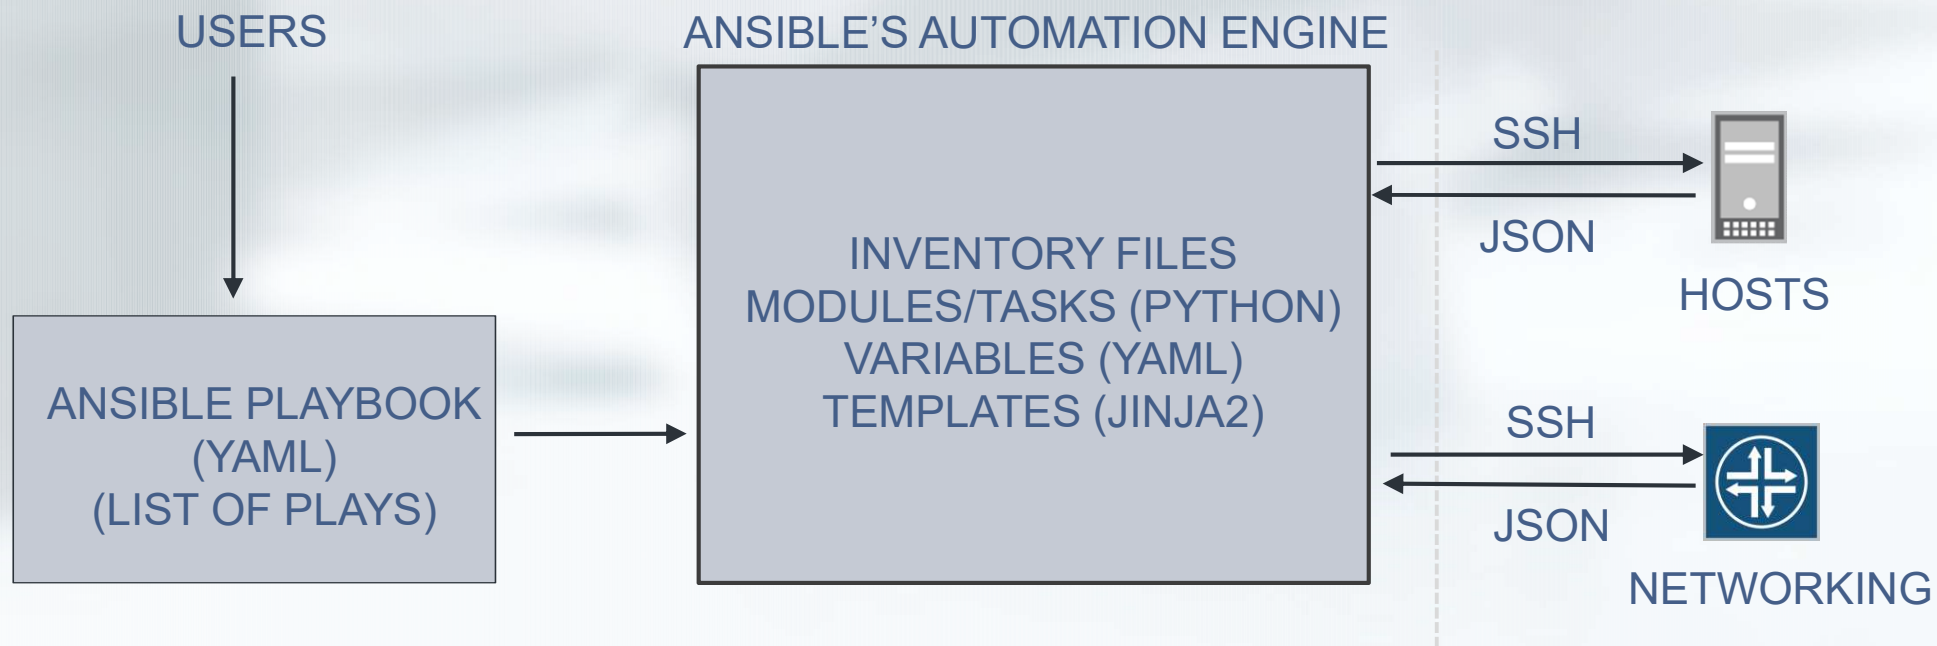 USERS
ANSIBLE’S AUTOMATION ENGINE
ANSIBLE PLAYBOOK
(YAML)
(LIST OF PLAYS)
INVENTORY FILES
MODULES/TASKS (PYTHON)
VARIABLES (YAML)
TEMPLATES (JINJA2)
SSH
JSON
HOSTS
SSH
JSON
NETWORKING